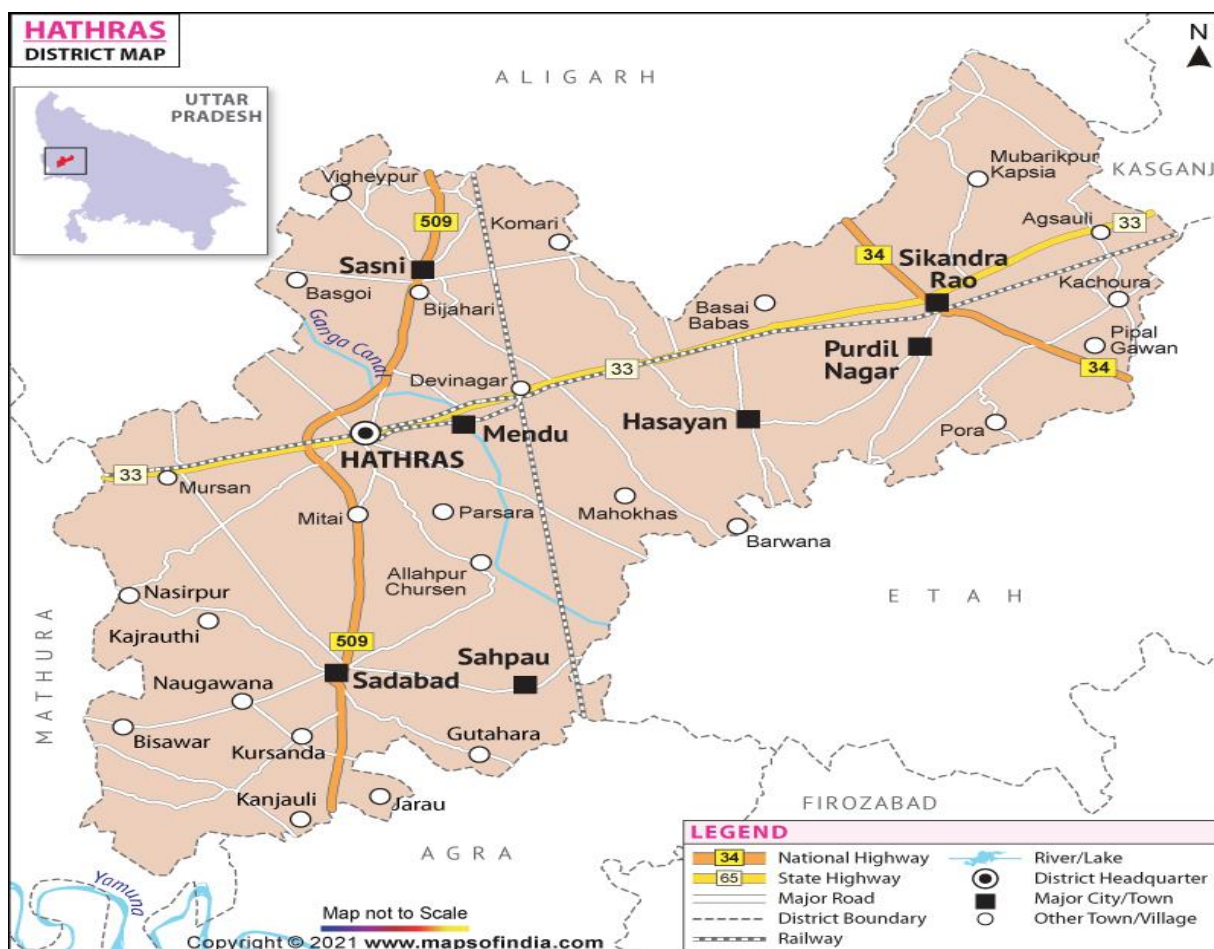 HATHRAS
DISTRICT MAP
N
UTTAR
PRADESH
ALIGARH
Mubarikpur
Kapsia
KASGANJ
Vigheypur
509
Komari
Agsauli
33
34
Sikandra
Rao
Sasni
Basgoi
Bijahari
Basai
Babas
Kachoura
Ganga Canal
Purdil
Nagar
Pipal
Gawan
34
33
Devinagar
Hasayan
Pora
Mendu
HATHRAS
33
Mursan
Mitai
Parsara
Mahokhas
Barwana
Allahpur
Chursen
Nasirpur
ETAH
Kajrauthi
MATHURA
509
Sahpau
Sadabad
Naugawana
Bisawar
Kursanda
Gutahara
Kanjauli
Jarau
FIROZABAD
AGRA
Yamuna
Map not to Scale
Copyright © 2021 www.mapsofindia.com
LEGEND
34 National Highway
65 State Highway
Major Road
District Boundary
Railway
River/Lake
District Headquarter
Major City/Town
Other Town/Village